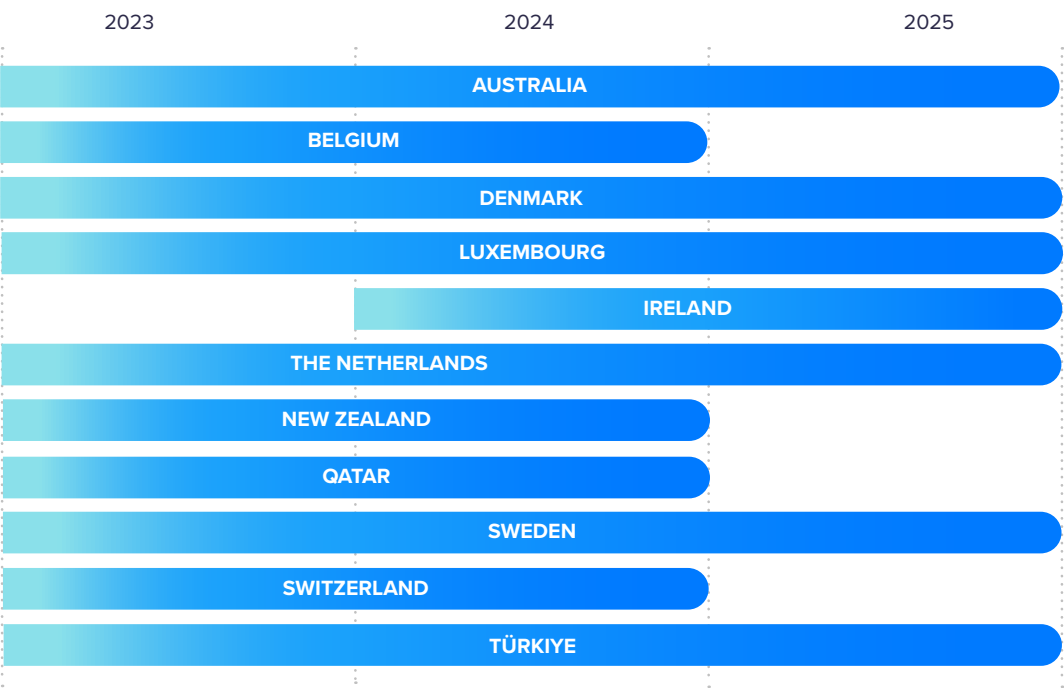 2023 2024 2025
AUSTRALIA
BELGIUM
DENMARK
LUXEMBOURG
IRELAND
THE NETHERLANDS
NEW ZEALAND
QATAR
SWEDEN
SWITZERLAND
TÜRKIYE